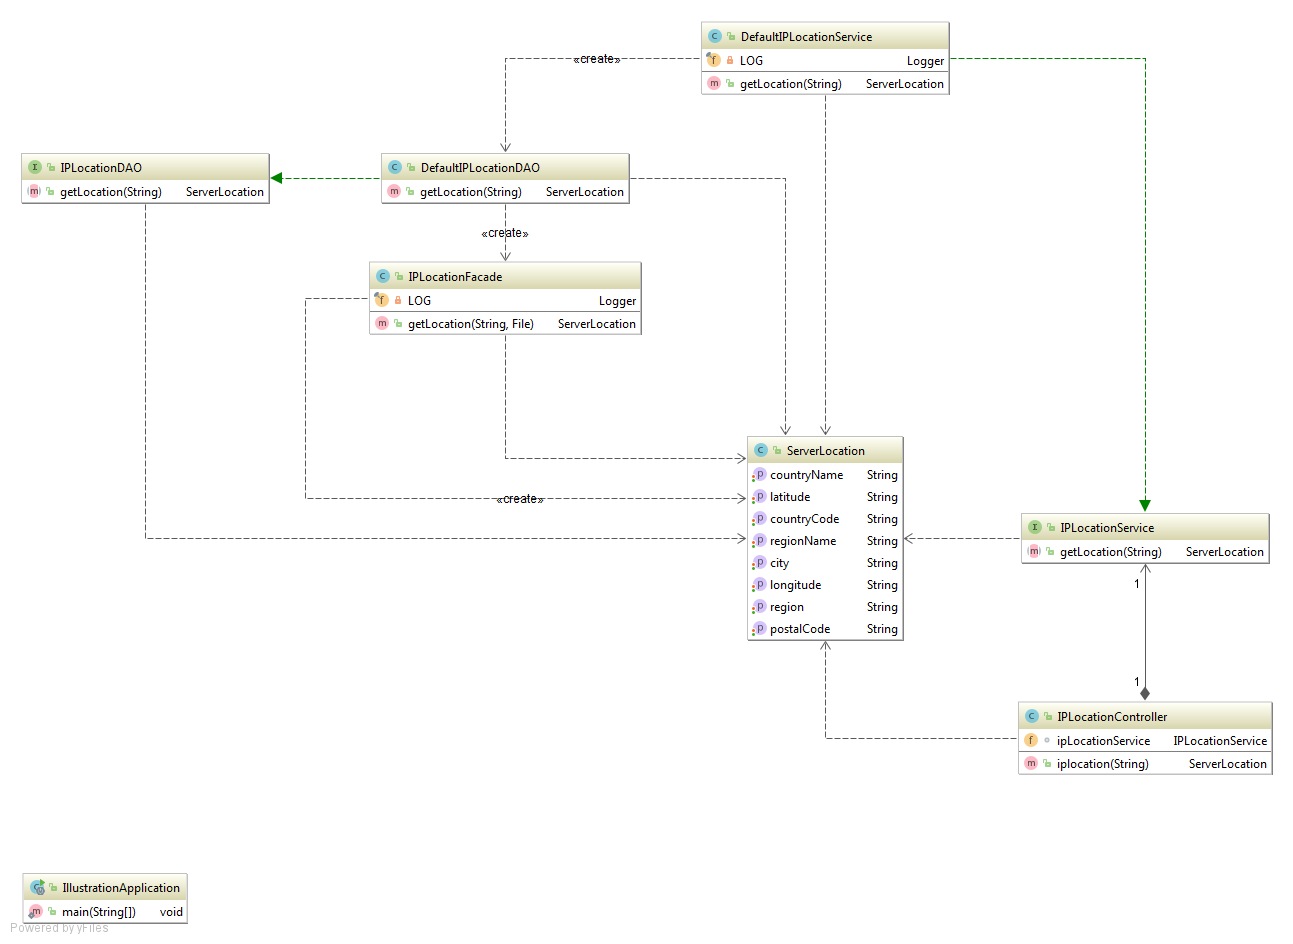 DefaultIPLocationService
LOG Logger
getLocation(String) ServerLocation
«create»
IPLocationDAO
getLocation(String) ServerLocation
DefaultIPLocationDAO
getLocation(String) ServerLocation
«create»
IPLocationFacade
LOG Logger
getLocation(String, File) ServerLocation
«create»
ServerLocation
countryName String
latitude String
countryCode String
regionName String
city String
longitude String
region String
postalCode String
IPLocationService
getLocation(String) ServerLocation
1
1
IPLocationController
ipLocationService IPLocationService
iplocation(String) ServerLocation
IllustrationApplication
main(String[]) void
Powered by yFiles